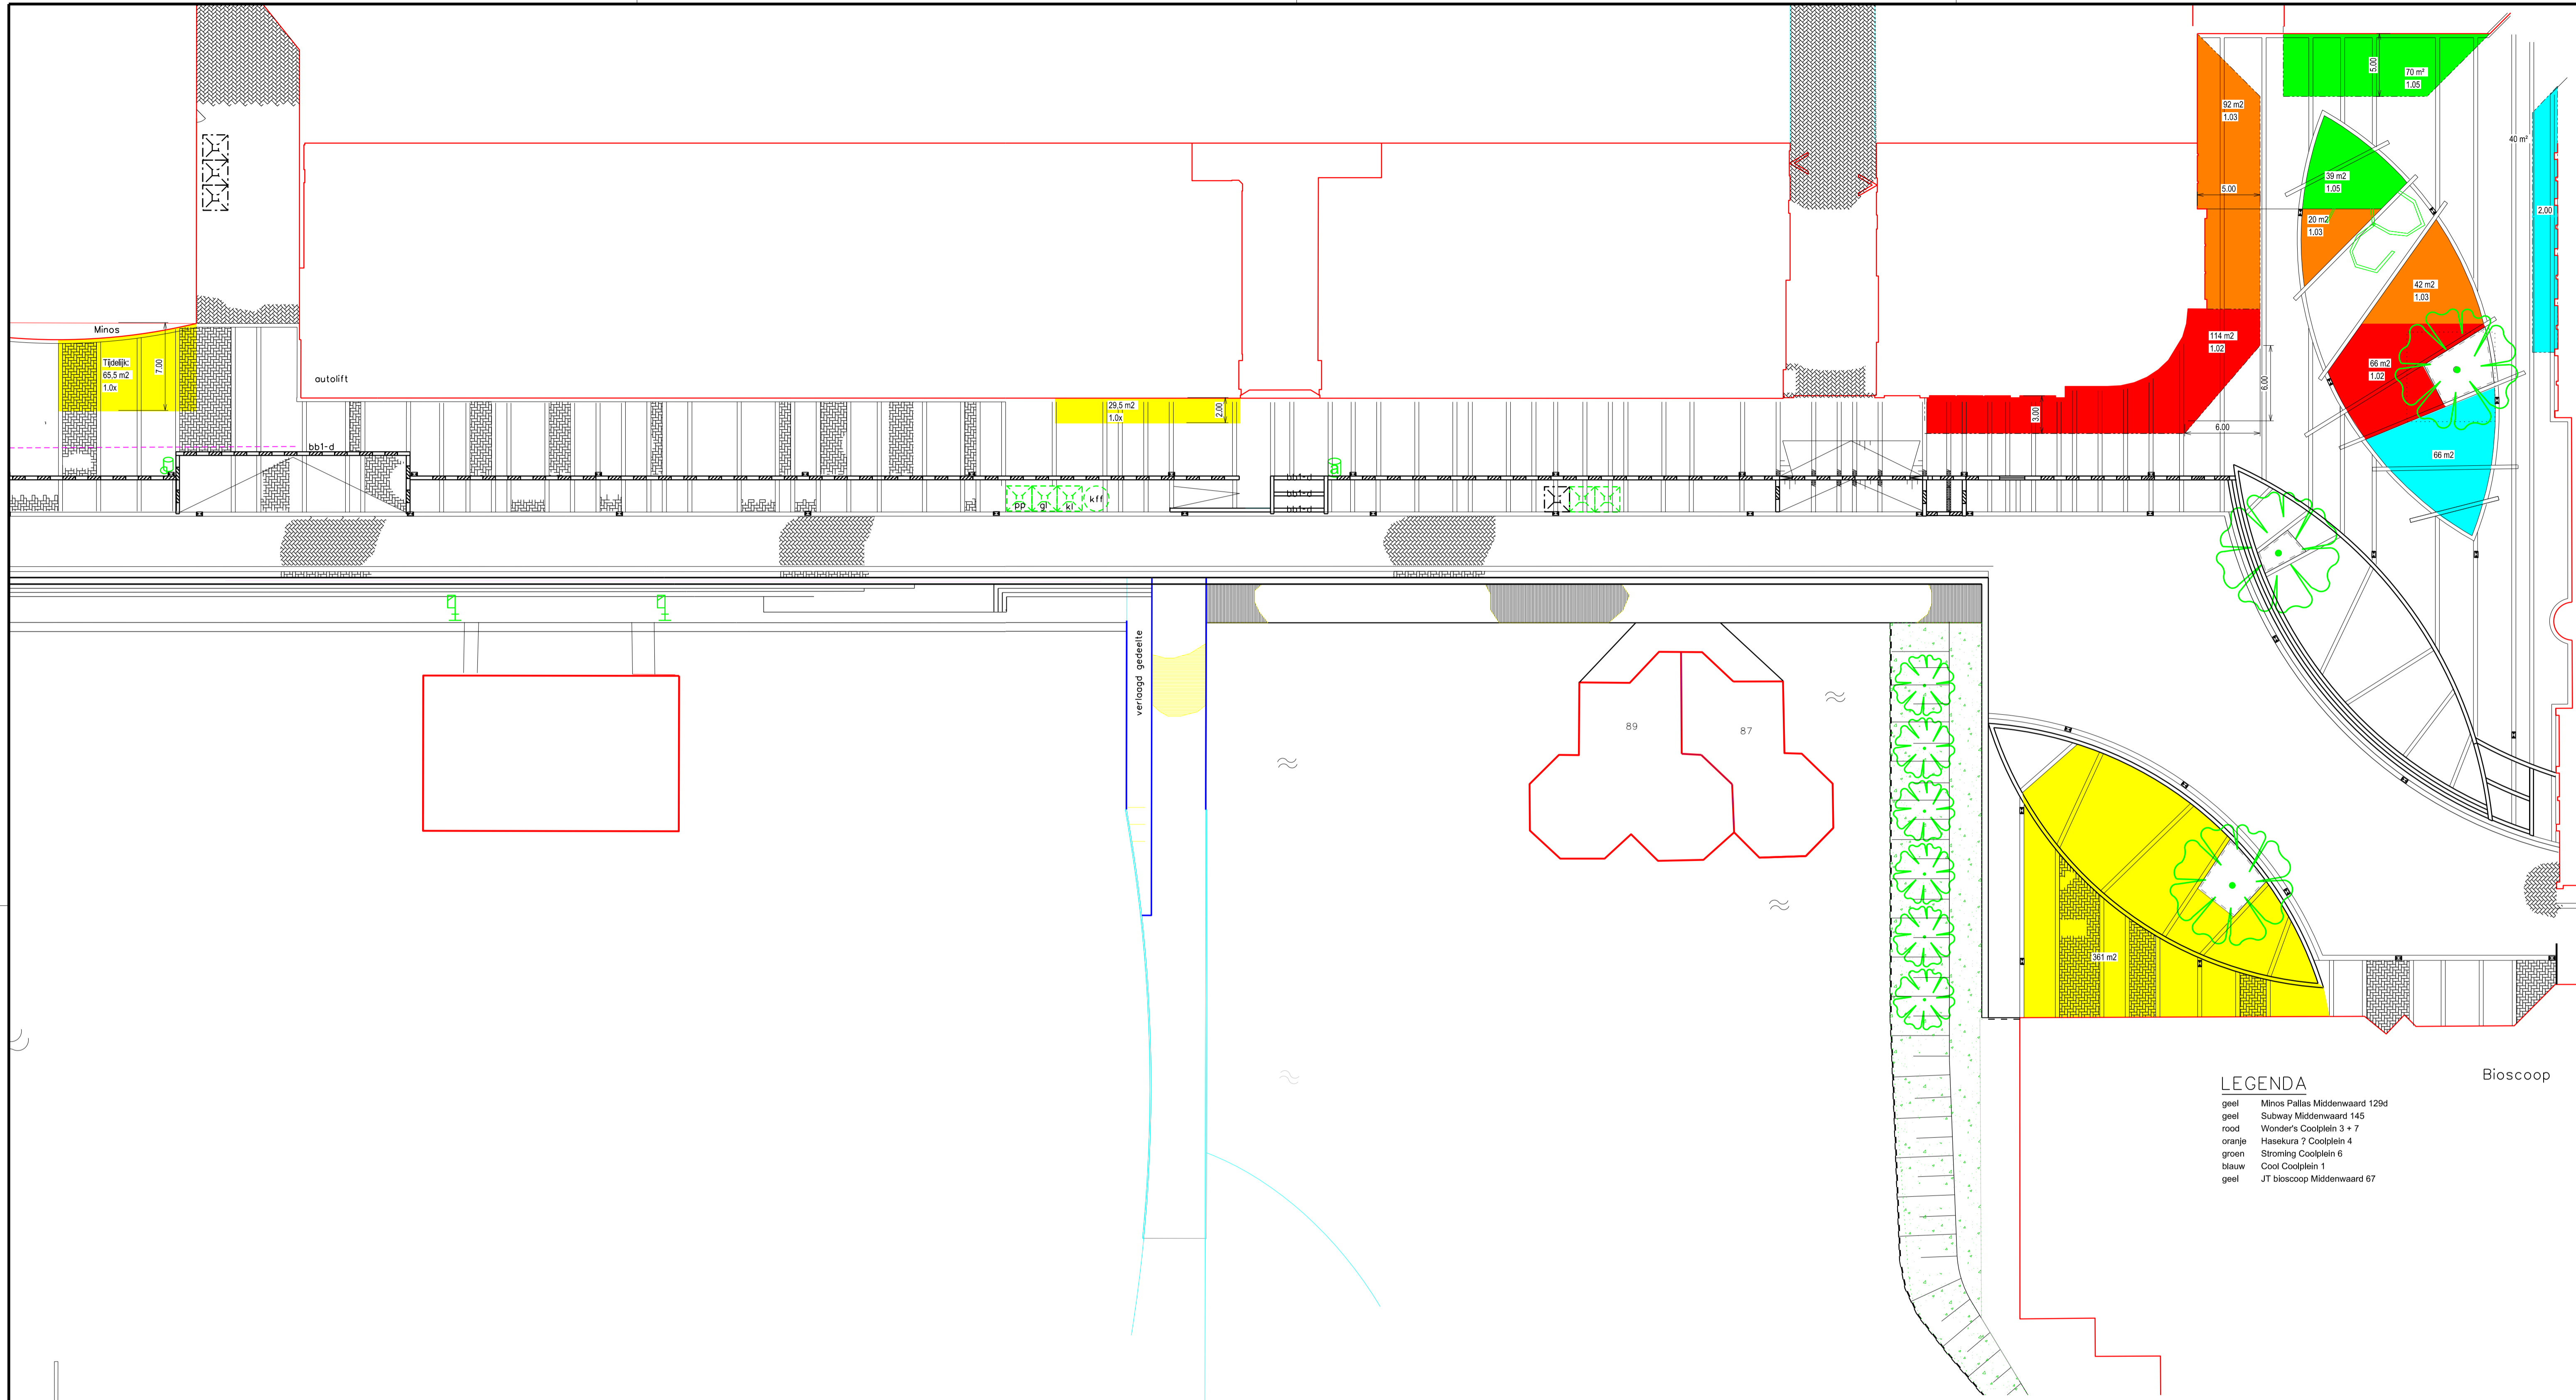 5.00
70 m²
1.05
92 m2
1.03
40 m²
39 m2
1.05
5.00
2,00
20 m2
1.03
42 m2
1,03
Minos
Tijdelijk:
65,5 m2
1.0x
7.00
autolift
114 m2
1.02
66 m2
1.02
6.00
29,5 m2
1.0x
2,00
3.00
6.00
bb1-d
66 m2
a
a
bb1-d
bb1-d
bb1-d
pp
gl
kl
kff
verlaagd gedeelte
89
87
361 m2
Bioscoop
LEGENDA
geel Minos Pallas Middenwaard 129d
geel Subway Middenwaard 145
rood Wonder's Coolplein 3 + 7
oranje Hasekura ? Coolplein 4
groen Stroming Coolplein 6
blauw Cool Coolplein 1
geel JT bioscoop Middenwaard 67